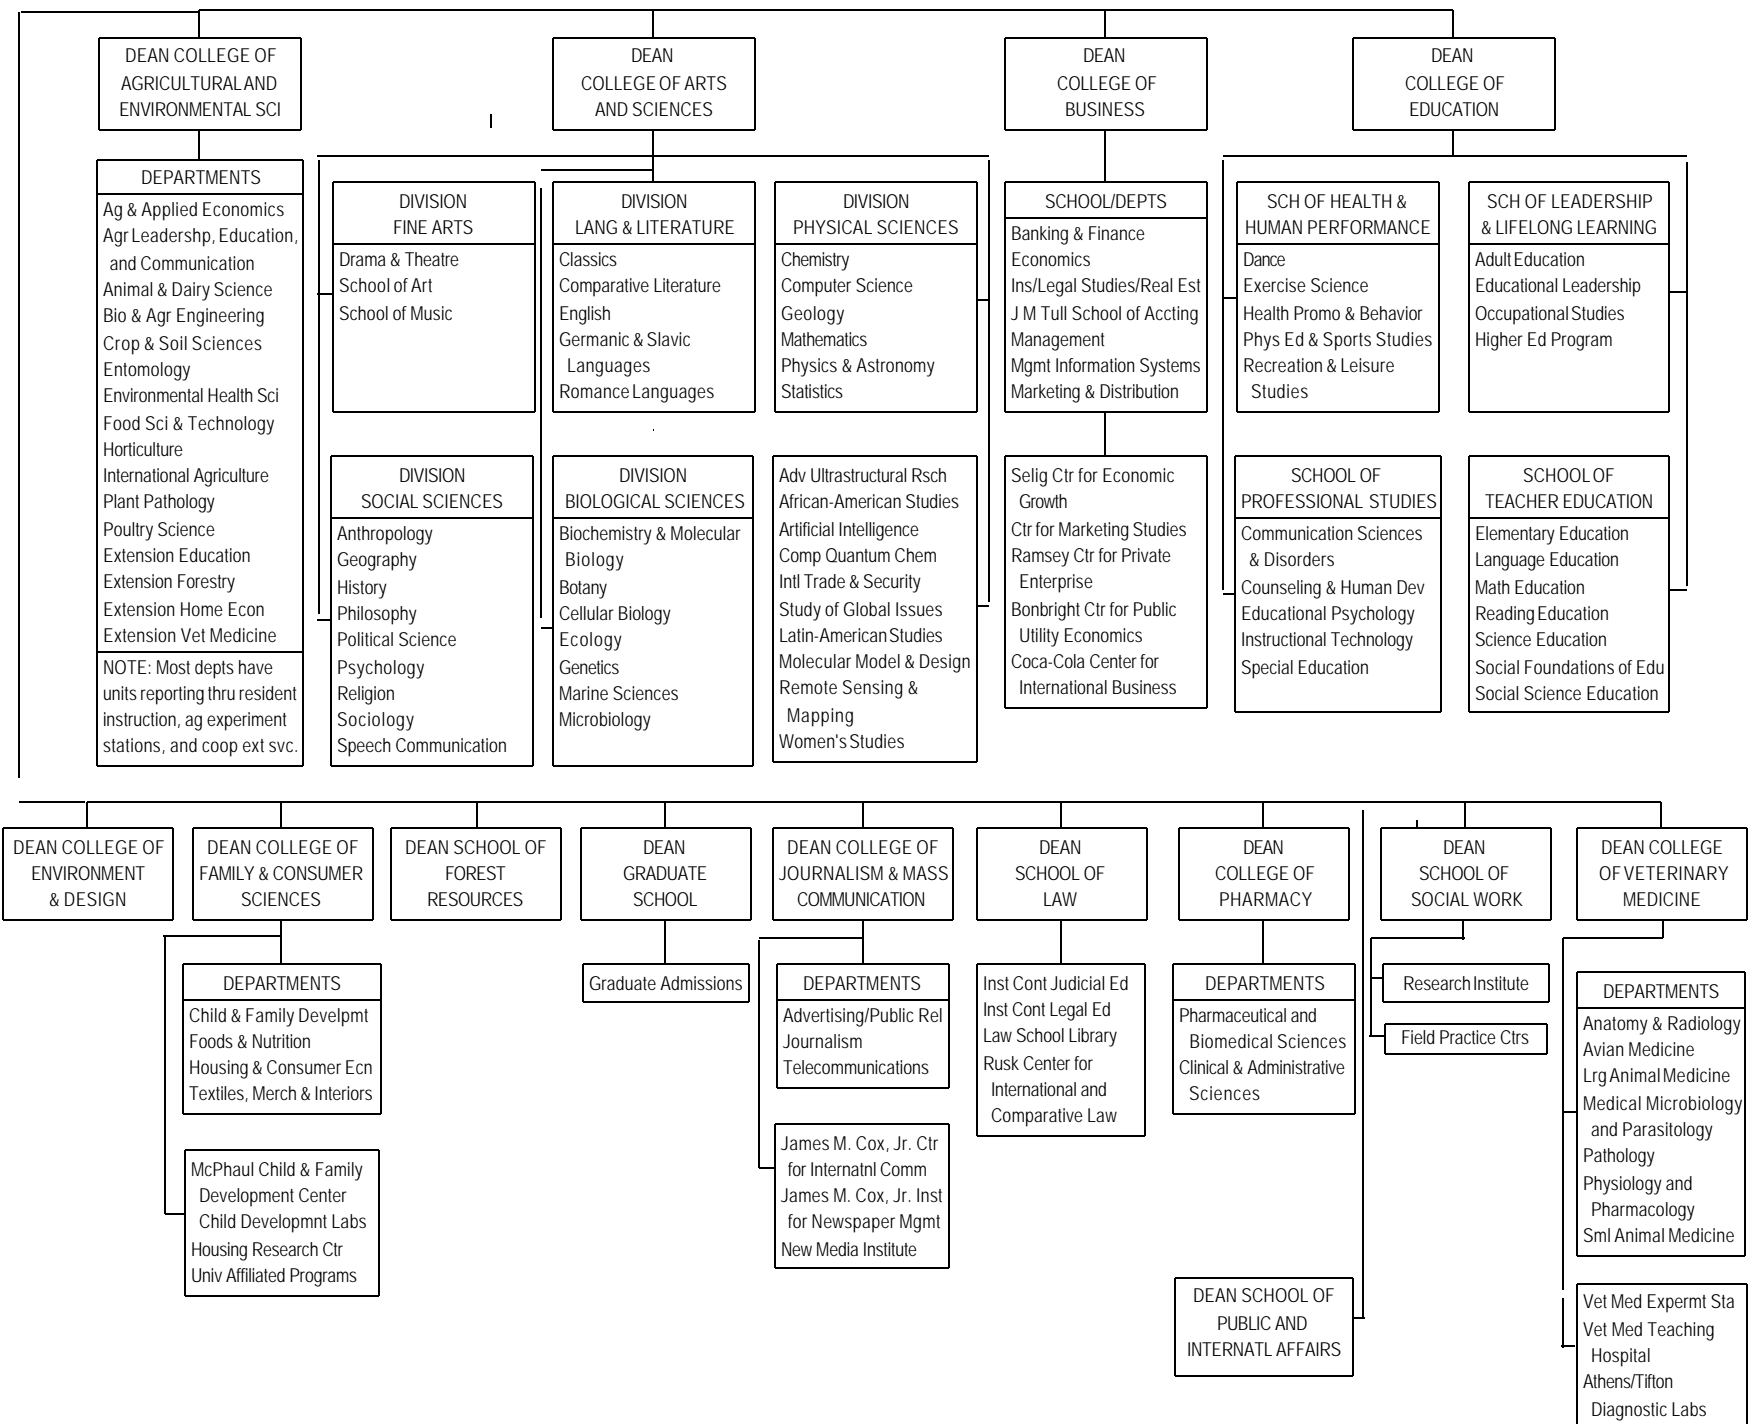 DEAN COLLEGE OF
AGRICULTURAL AND
ENVIRONMENTAL SCI
DEAN
COLLEGE OF ARTS
AND SCIENCES
DEAN
COLLEGE OF
BUSINESS
DEAN
COLLEGE OF
EDUCATION
DEPARTMENTS
Ag & Applied Economics
Agr Leadershp, Education,
and Communication
Animal & Dairy Science
Bio & Agr Engineering
Crop & Soil Sciences
Entomology
Environmental Health Sci
Food Sci & Technology
Horticulture
International Agriculture
Plant Pathology
Poultry Science
Extension Education
Extension Forestry
Extension Home Econ
Extension Vet Medicine
NOTE: Most depts have
units reporting thru resident
instruction, ag experiment
stations, and coop ext svc.
DIVISION
FINE ARTS
Drama & Theatre
School of Art
School of Music
DIVISION
LANG & LITERATURE
Classics
Comparative Literature
English
Germanic & Slavic
Languages
Romance Languages
DIVISION
PHYSICAL SCIENCES
Chemistry
Computer Science
Geology
Mathematics
Physics & Astronomy
Statistics
SCHOOL/DEPTS
Banking & Finance
Economics
Ins/Legal Studies/Real Est
J M Tull School of Accting
Management
Mgmt Information Systems
Marketing & Distribution
SCH OF HEALTH &
HUMAN PERFORMANCE
Dance
Exercise Science
Health Promo & Behavior
Phys Ed & Sports Studies
Recreation & Leisure
Studies
SCH OF LEADERSHIP
& LIFELONG LEARNING
Adult Education
Educational Leadership
Occupational Studies
Higher Ed Program
DIVISION
SOCIAL SCIENCES
Anthropology
Geography
History
Philosophy
Political Science
Psychology
Religion
Sociology
Speech Communication
DIVISION
BIOLOGICAL SCIENCES
Biochemistry & Molecular
Biology
Botany
Cellular Biology
Ecology
Genetics
Marine Sciences
Microbiology
Adv Ultrastructural Rsch
African-American Studies
Artificial Intelligence
Comp Quantum Chem
Intl Trade & Security
Study of Global Issues
Latin-American Studies
Molecular Model & Design
Remote Sensing &
Mapping
Women's Studies
Selig Ctr for Economic
Growth
Ctr for Marketing Studies
Ramsey Ctr for Private
Enterprise
Bonbright Ctr for Public
Utility Economics
Coca-Cola Center for
International Business
SCHOOL OF
PROFESSIONAL STUDIES
Communication Sciences
& Disorders
Counseling & Human Dev
Educational Psychology
Instructional Technology
Special Education
SCHOOL OF
TEACHER EDUCATION
Elementary Education
Language Education
Math Education
Reading Education
Science Education
Social Foundations of Edu
Social Science Education
DEAN COLLEGE OF
ENVIRONMENT
& DESIGN
DEAN COLLEGE OF
FAMILY & CONSUMER
SCIENCES
DEAN SCHOOL OF
FOREST
RESOURCES
DEAN
GRADUATE
SCHOOL
DEAN COLLEGE OF
JOURNALISM & MASS
COMMUNICATION
DEAN
SCHOOL OF
LAW
DEAN
COLLEGE OF
PHARMACY
DEAN
SCHOOL OF
SOCIAL WORK
DEAN COLLEGE
OF VETERINARY
MEDICINE
DEPARTMENTS
Child & Family Develpmt
Foods & Nutrition
Housing & Consumer Ecn
Textiles, Merch & Interiors
McPhaul Child & Family
Development Center
Child Developmnt Labs
Housing Research Ctr
Univ Affiliated Programs
Graduate Admissions
DEPARTMENTS
Advertising/Public Rel
Journalism
Telecommunications
James M. Cox, Jr. Ctr
for Internatnl Comm
James M. Cox, Jr. Inst
for Newspaper Mgmt
New Media Institute
Inst Cont Judicial Ed
Inst Cont Legal Ed
Law School Library
Rusk Center for
International and
Comparative Law
DEPARTMENTS
Pharmaceutical and
Biomedical Sciences
Clinical & Administrative
Sciences
DEAN SCHOOL OF
PUBLIC AND
INTERNATL AFFAIRS
Research Institute
Field Practice Ctrs
DEPARTMENTS
Anatomy & Radiology
Avian Medicine
Lrg Animal Medicine
Medical Microbiology
and Parasitology
Pathology
Physiology and
Pharmacology
Sml Animal Medicine
Vet Med Expermt Sta
Vet Med Teaching
Hospital
Athens/Tifton
Diagnostic Labs